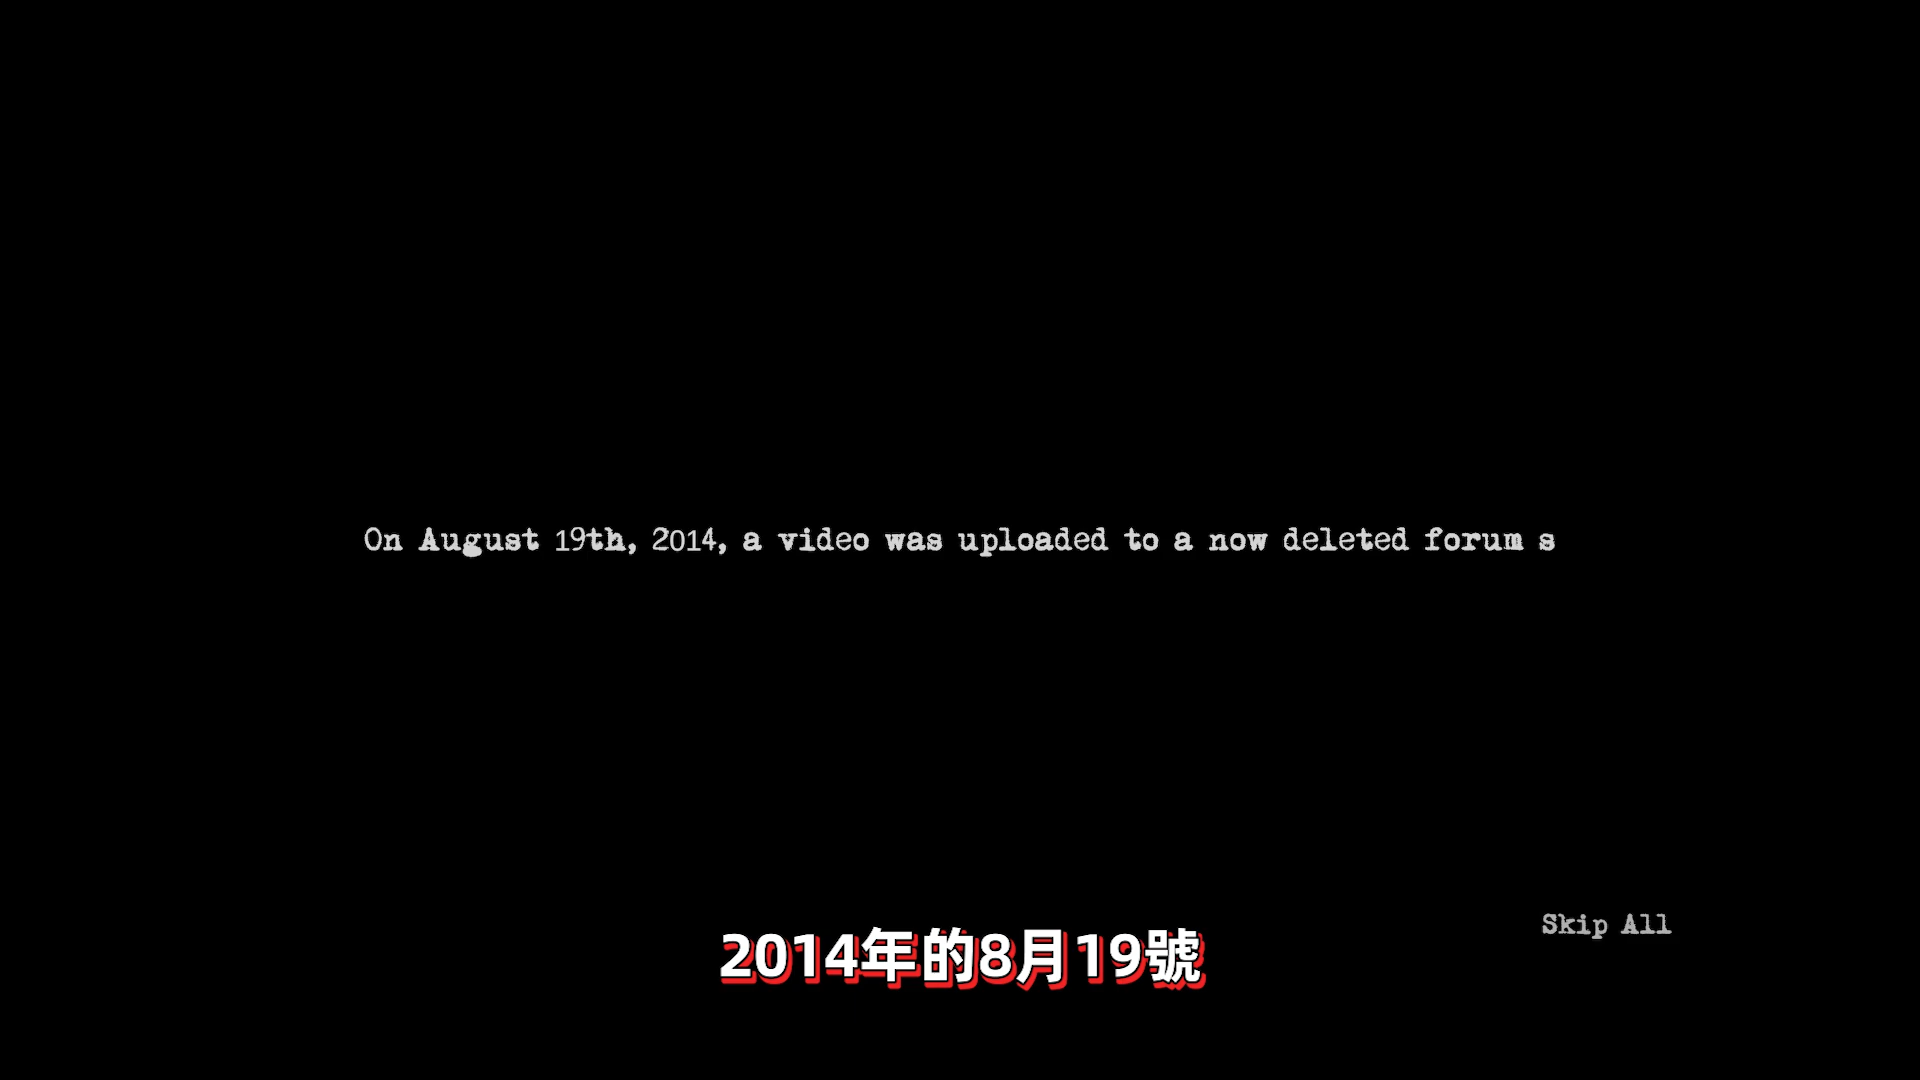 On August 19th, 2014, a video was uploaded to a now deleted forum s
Skip All
2014年的8月19號